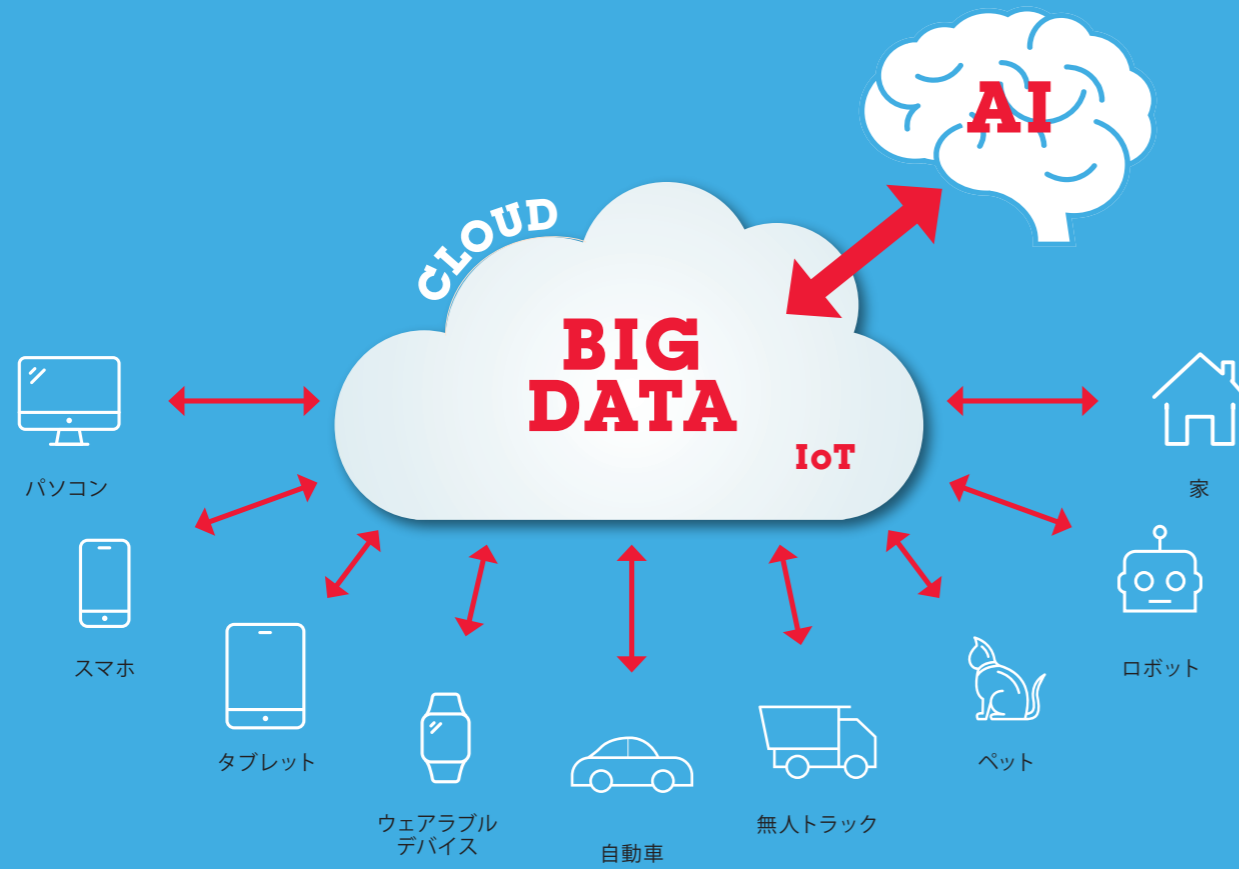 AI
CLOUD
BIG
DATA
IoT
パソコン
家
スマホ
ロボット
タブレット
ペット
ウェアラブル
デバイス
無人トラック
自動車